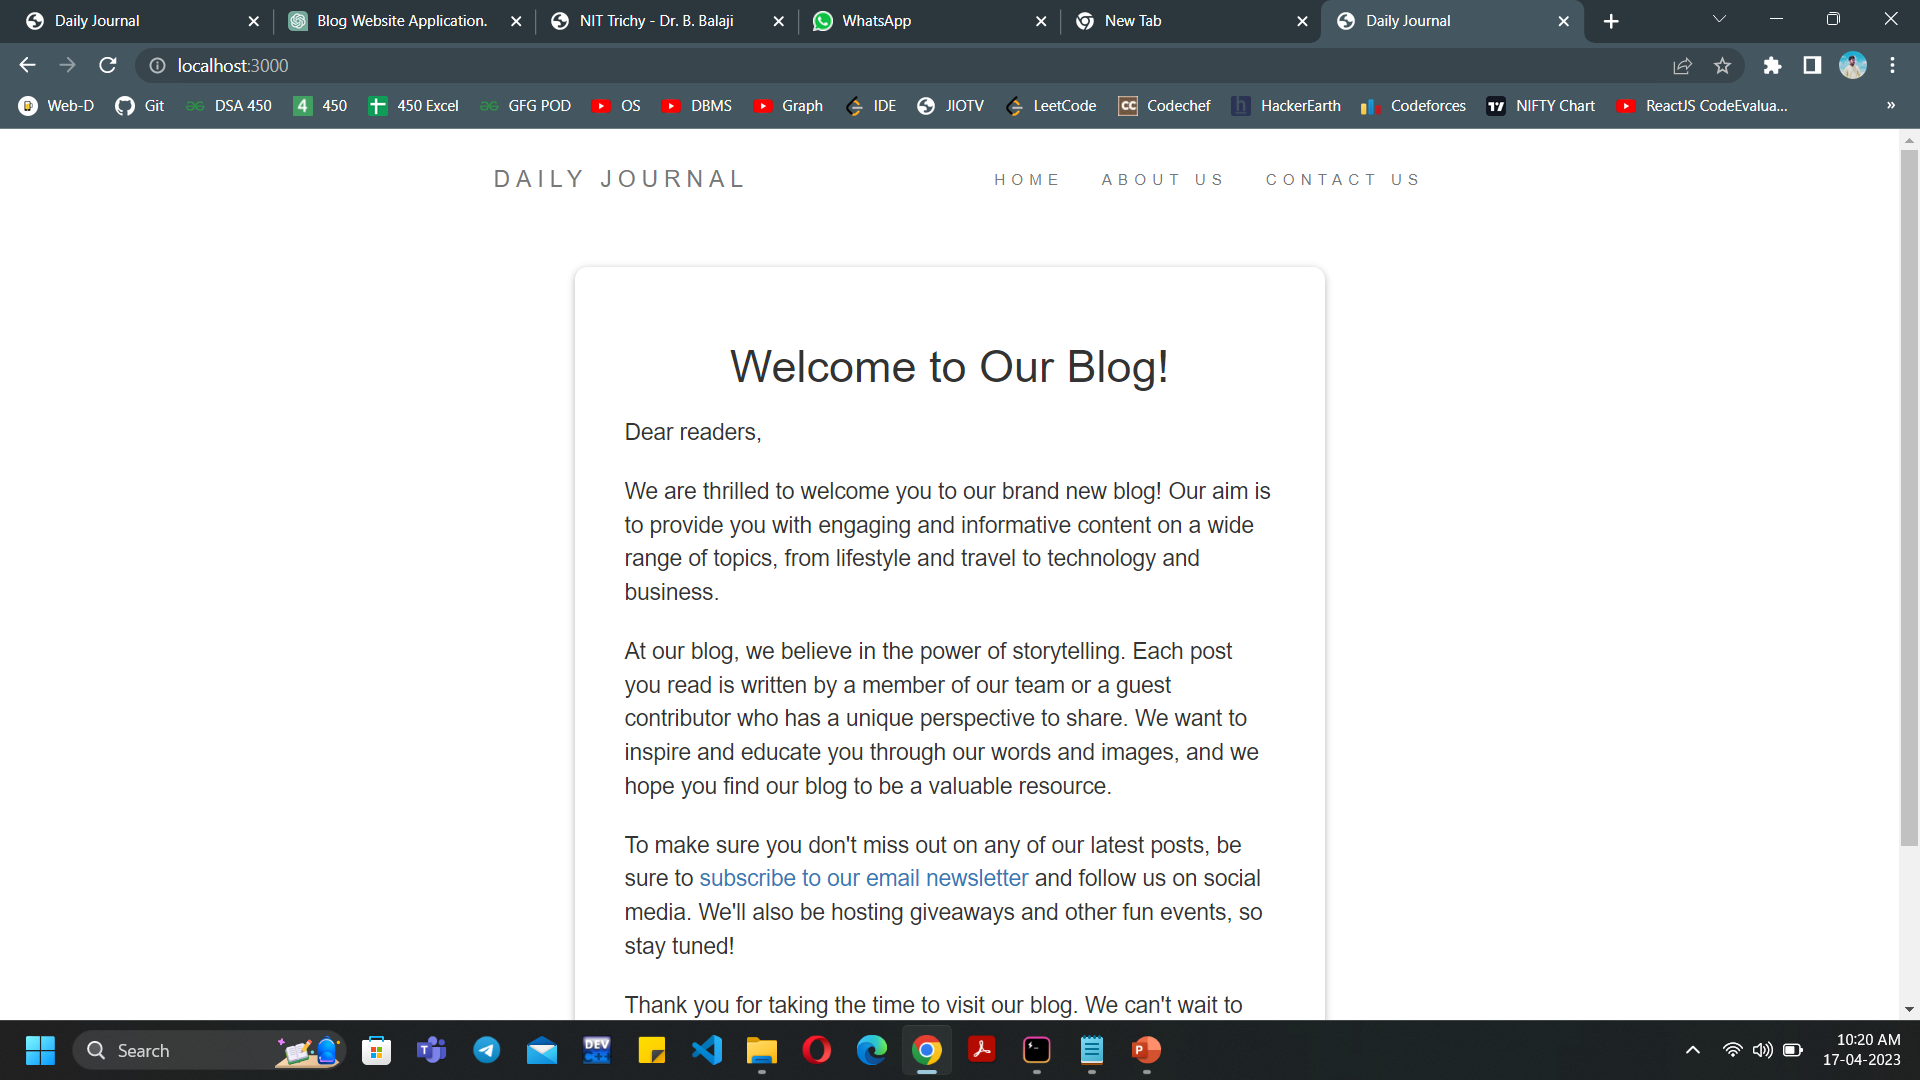 Daily Journal
Blog Website Application.
NIT Trichy - Dr. B. Balaji
WhatsApp
New Tab
Daily Journal
localhost:3000
Web-D
Git
DSA 450
4 450
450 Excel
GFG POD
OS
DBMS
Graph
IDE
JIOTV
LeetCode
CC Codechef
h HackerEarth
Codeforces
17 NIFTY Chart
ReactJS CodeEvalua...
»
DAILY JOURNAL
HOME
ABOUT US
CONTACT US
Welcome to Our Blog!
Dear readers,
We are thrilled to welcome you to our brand new blog! Our aim is
to provide you with engaging and informative content on a wide
range of topics, from lifestyle and travel to technology and
business.
At our blog, we believe in the power of storytelling. Each post
you read is written by a member of our team or a guest
contributor who has a unique perspective to share. We want to
inspire and educate you through our words and images, and we
hope you find our blog to be a valuable resource.
To make sure you don't miss out on any of our latest posts, be
sure to subscribe to our email newsletter and follow us on social
media. We'll also be hosting giveaways and other fun events, so
stay tuned!
Thank you for taking the time to visit our blog. We can't wait to
Search
DEV
10:20 AM
17-04-2023